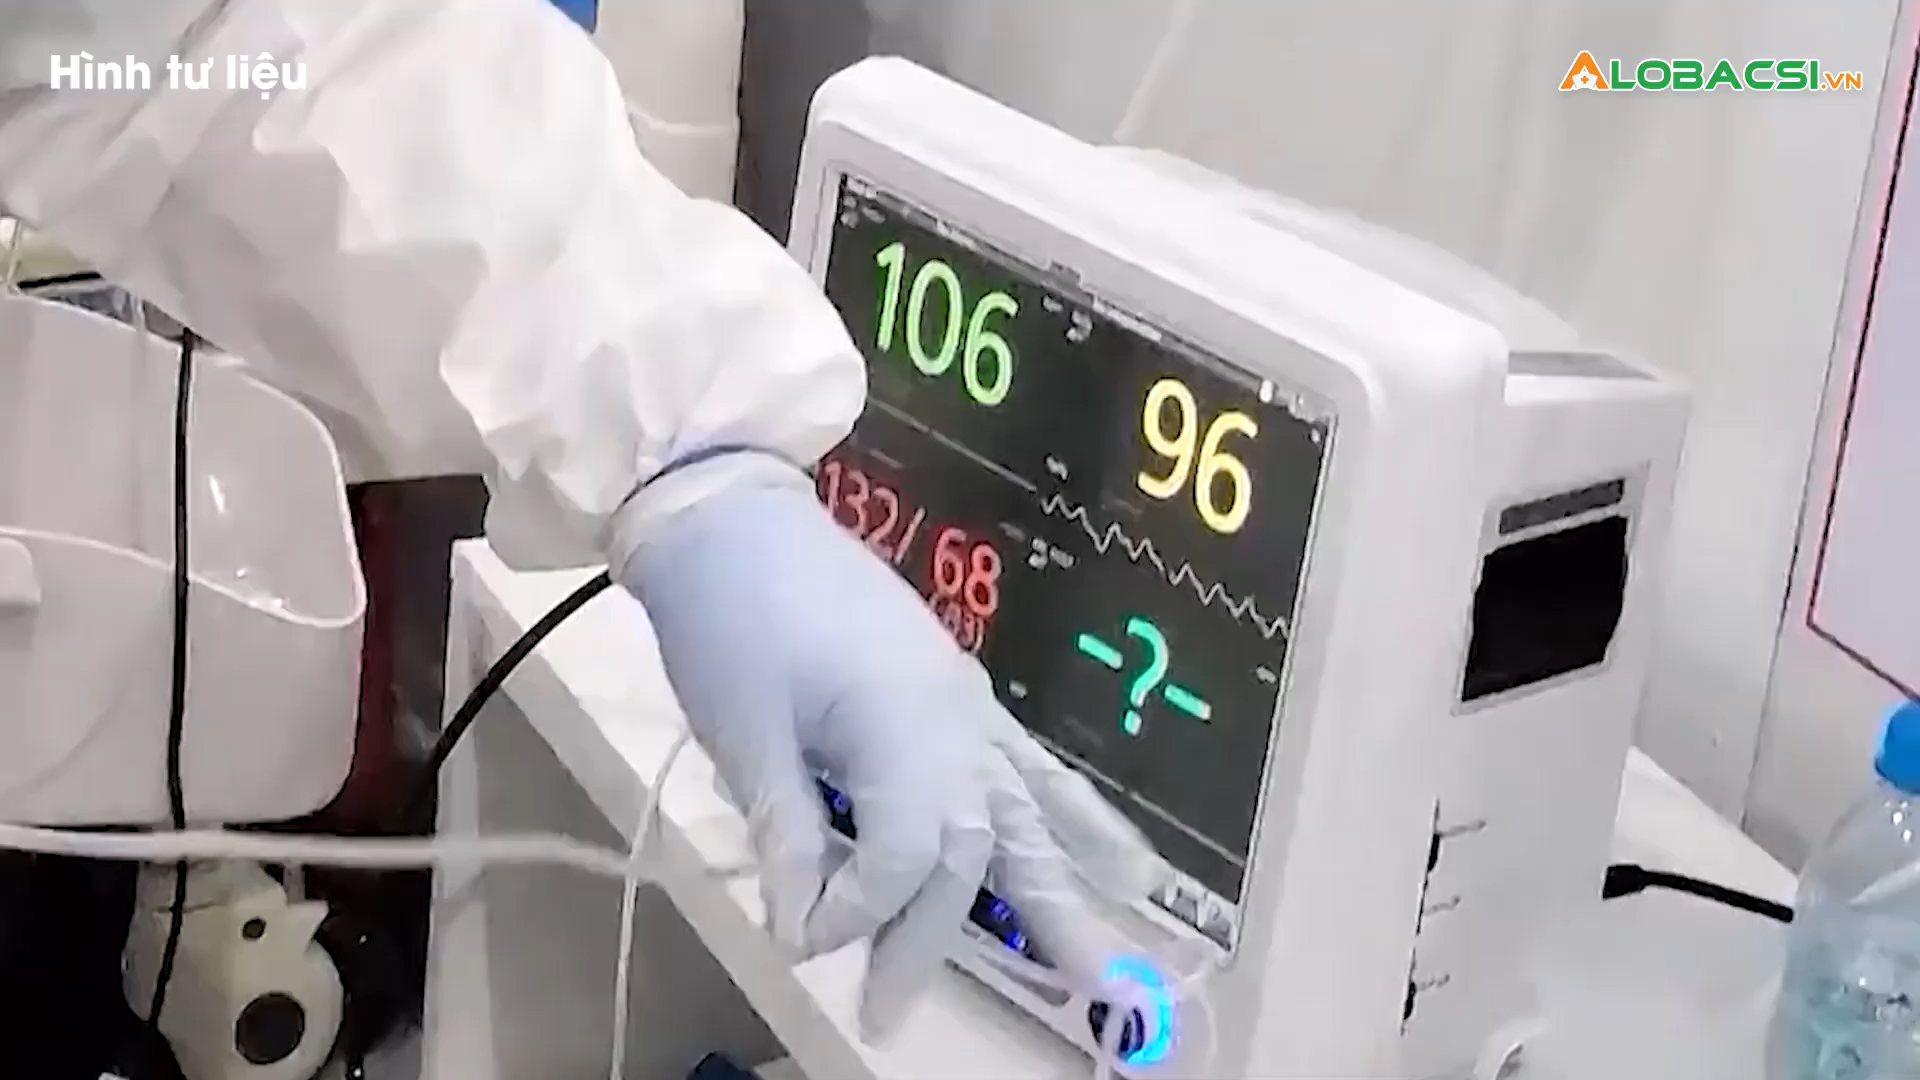 Hình tư liệu
ALOBACSI.VN
106
96
132/ 68
-?-